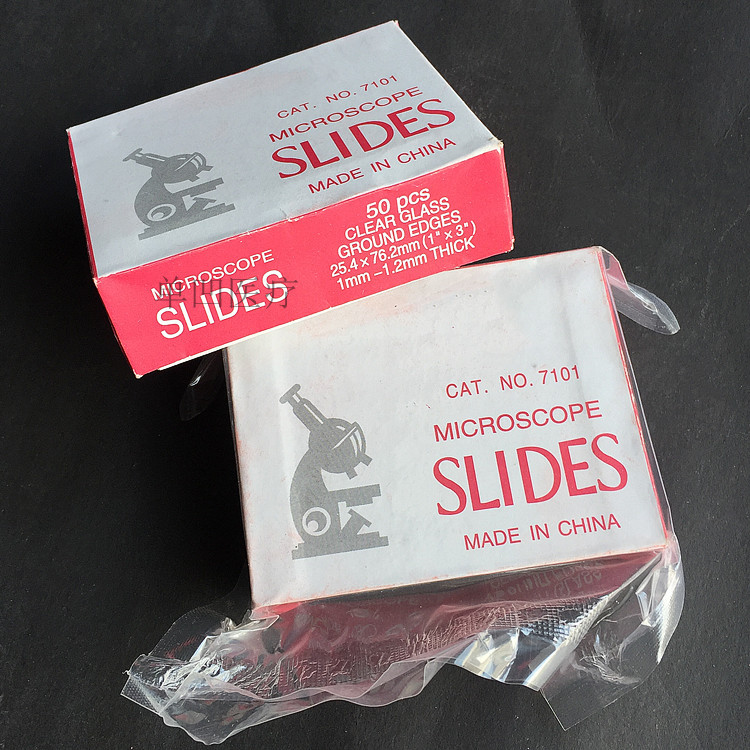 CAT. NO. 7101
MICROSCOPE
SLIDES
MADE IN CHINA
50 pcs
CLEAR GLASS
GROUND EDGES
25.4 x 76.2mm (1" x 3")
1mm -1.2mm THICK
MICROSCOPE
SLIDES
CAT. NO. 7101
MICROSCOPE
SLIDES
MADE IN CHINA